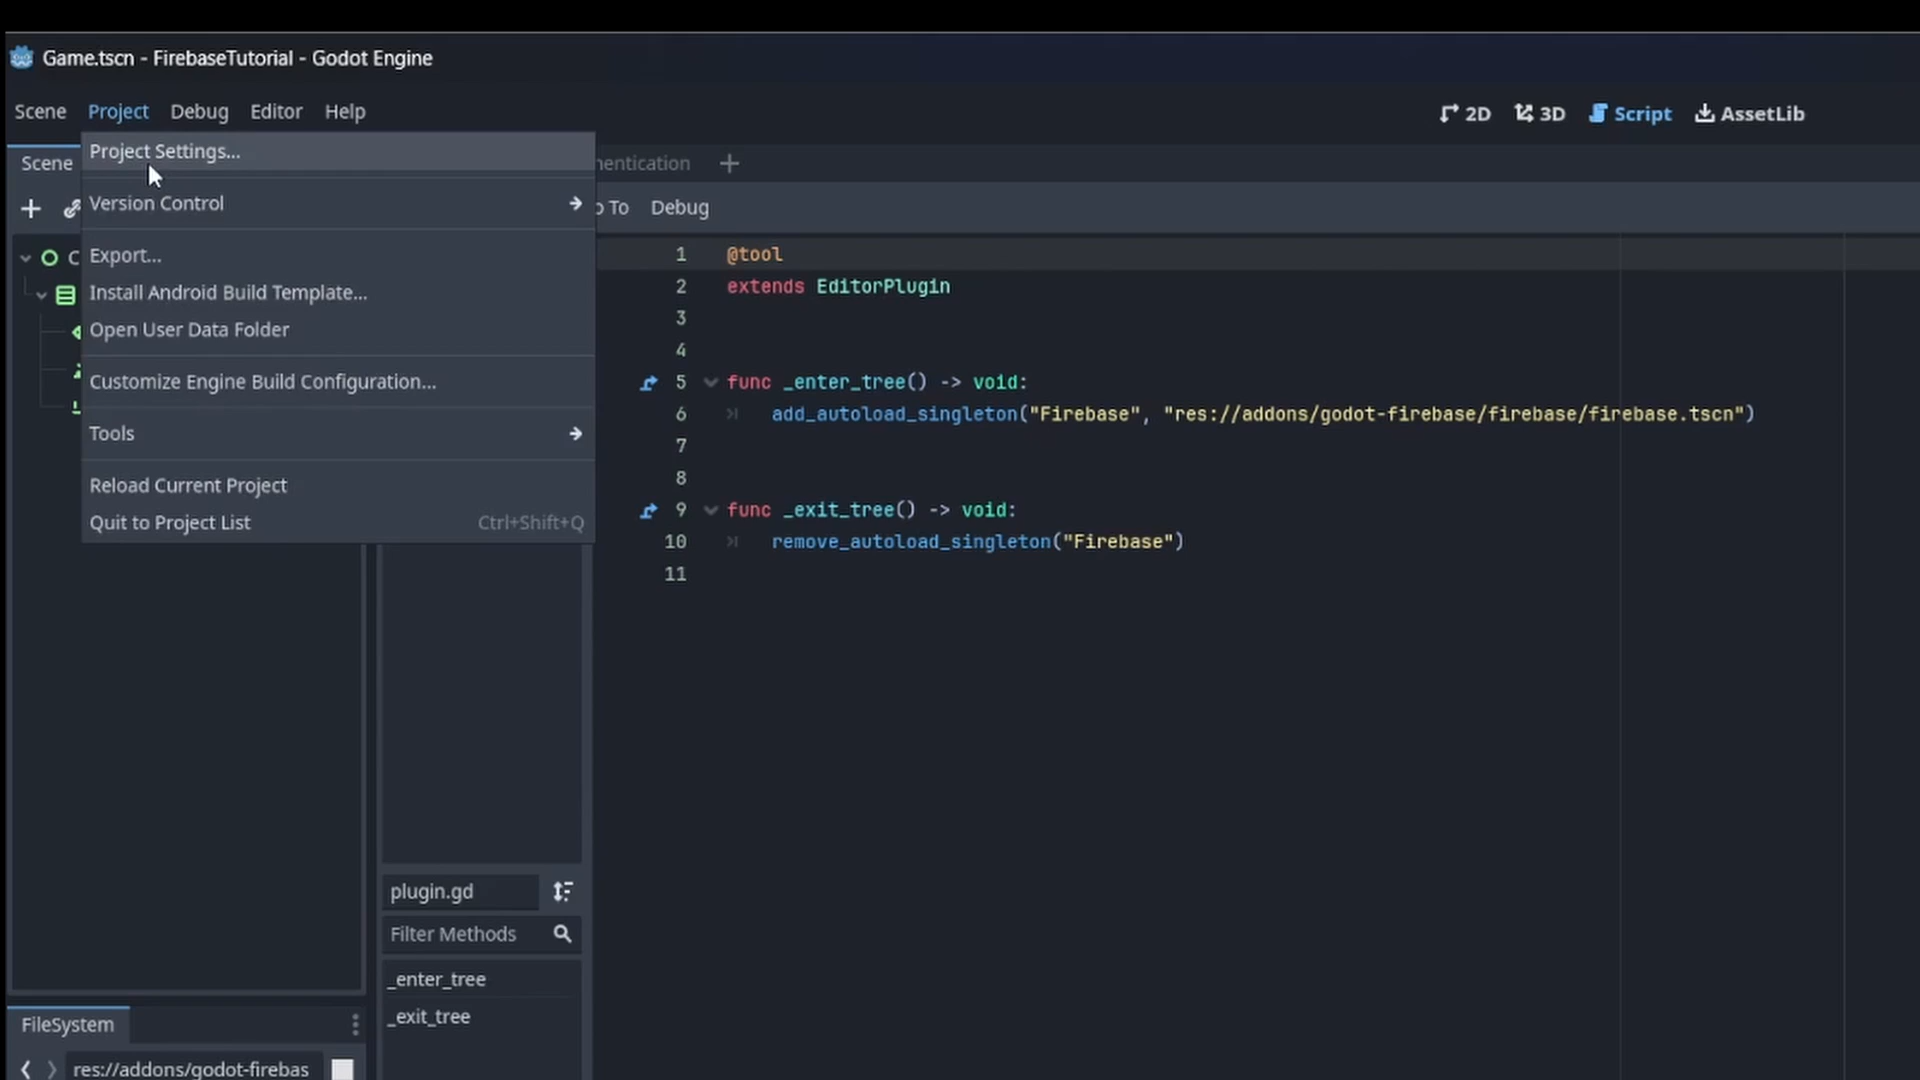 Game.tscn - FirebaseTutorial - Godot Engine
Scene Project Debug Editor Help
2D 3D Script AssetLib
Project Settings...
Version Control
Export...
Install Android Build Template...
Open User Data Folder
Customize Engine Build Configuration...
Tools
Reload Current Project
Quit to Project List Ctrl+Shift+Q
Scene
hentication
To Debug
1 @tool
2 extends EditorPlugin
3
4
5 func _enter_tree() -> void:
6 add_autoload_singleton("Firebase", "res://addons/godot-firebase/firebase/firebase.tscn")
7
8
9 func _exit_tree() -> void:
10 remove_autoload_singleton("Firebase")
11
plugin.gd
Filter Methods
_enter_tree
_exit_tree
FileSystem
res://addons/godot-firebas